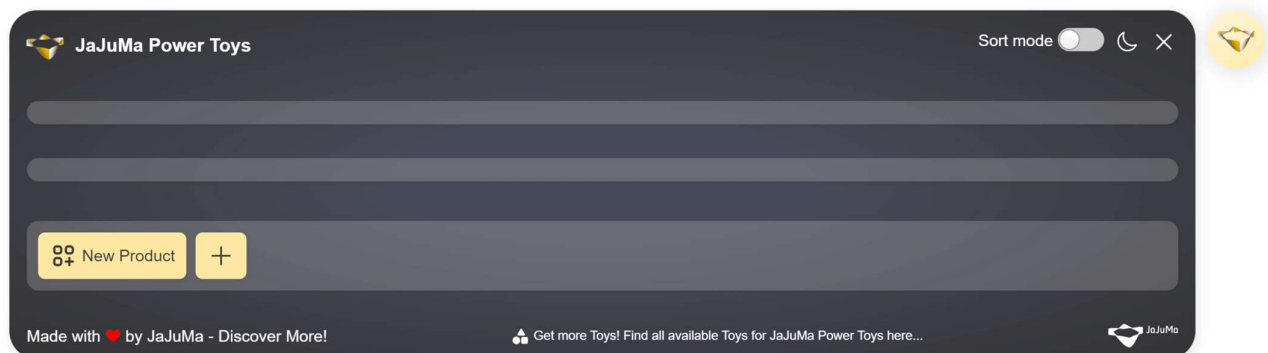 JaJuMa Power Toys
Sort mode
New Product
Made with by JaJuMa - Discover More!
Get more Toys! Find all available Toys for JaJuMa Power Toys here...
JaJuMa